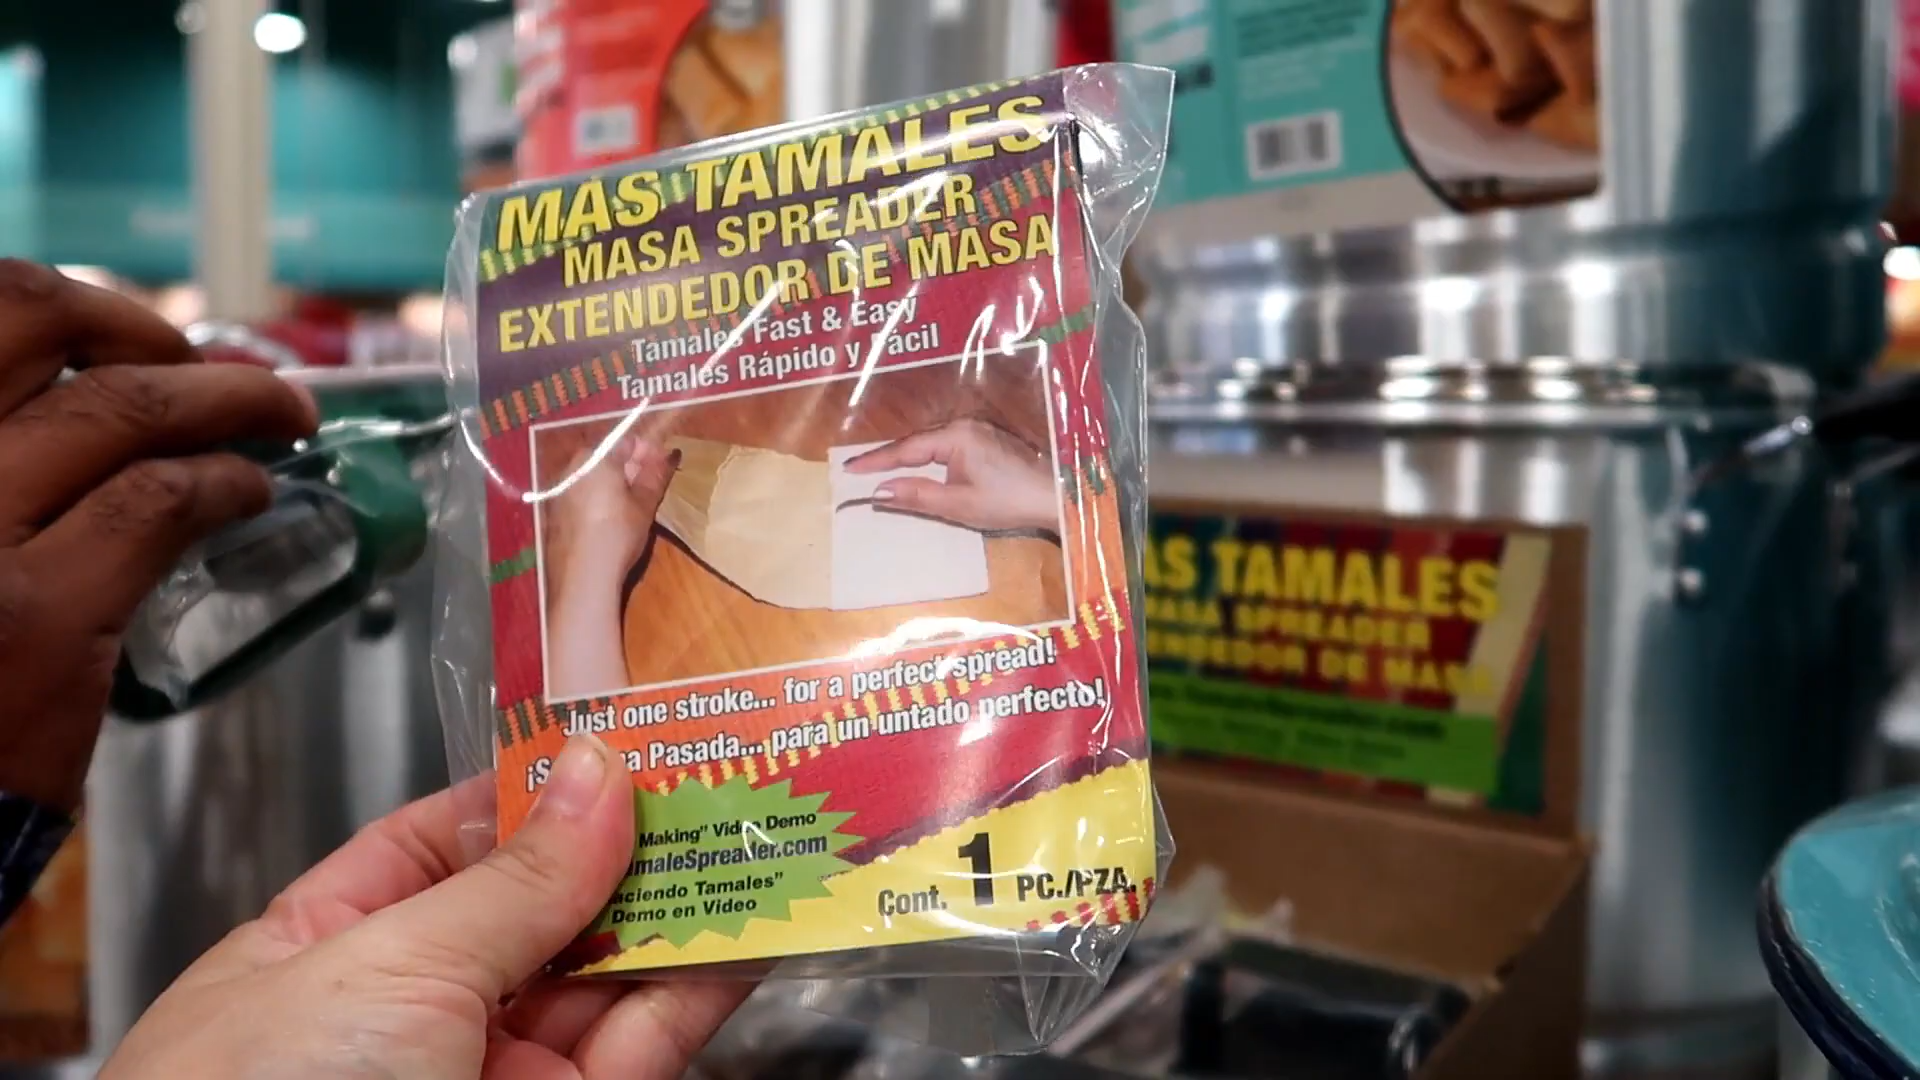 MAS TAMALES
MASA SPREADER
EXTENDEDOR DE MASA
Tamales Fast & Easy
Tamales Rápido y Fácil
Just one stroke... for a perfect spread!
Pasada... para un untado perfecto!
Making" Video Demo
maleSpreader.com
aciendo Tamales"
Demo en Video
Cont. 1 PC./PZA.
AS TAMALES
MASA SPREADER
ENDEDOR DE MASA